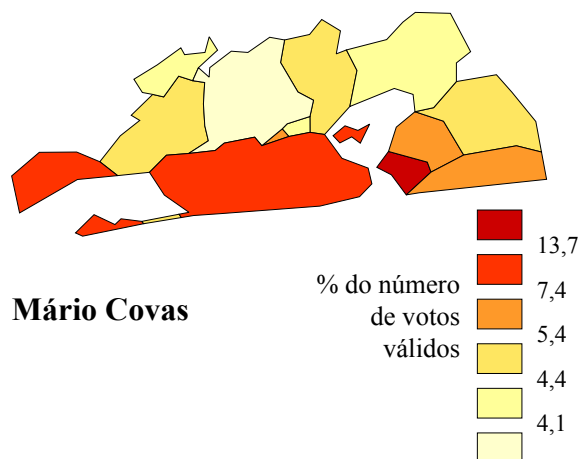 Mário Covas
% do número
de votos
válidos
13,7
7,4
5,4
4,4
4,1